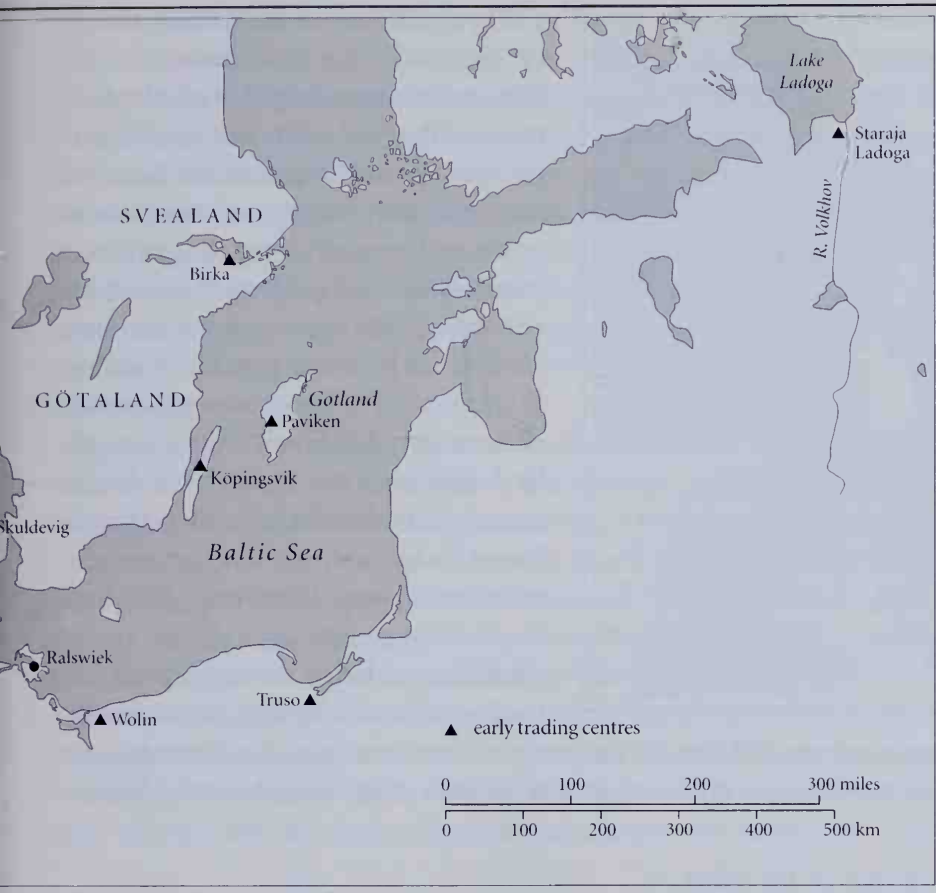 Lake
Ladoga
Staraja
Ladoga
R. Volkhov
SVEALAND
Birka
GÖTALAND
Gotland
Paviken
Köpingsvik
Skuldevig
Baltic Sea
Ralswiek
Truso
Wolin
early trading centres
0 100 200 300 miles
0 100 200 300 400 500 km